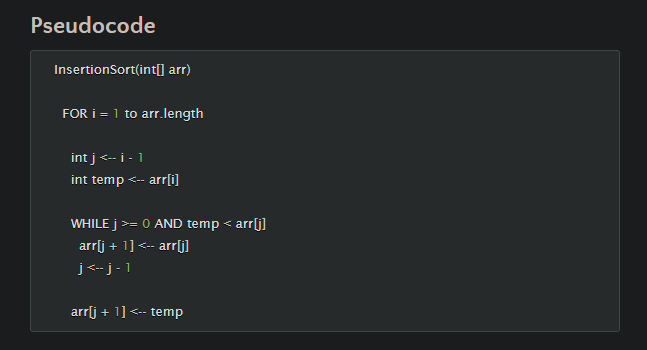 Pseudocode
InsertionSort(int[] arr)
FOR i = 1 to arr.length
int j <-- i - 1
int temp <-- arr[i]
WHILE j >= 0 AND temp < arr[j]
arr[j + 1] <-- arr[j]
j <-- j - 1
arr[j + 1] <-- temp